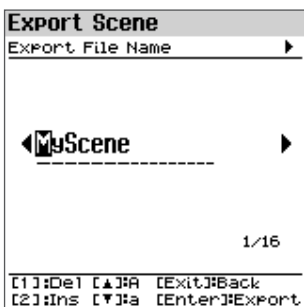 Export Scene
Export File Name ▶
◀MyScene ▶
1/16
[1]:Del [▲]:A [Exit]:Back
[2]:Ins [▼]:a [Enter]:Export